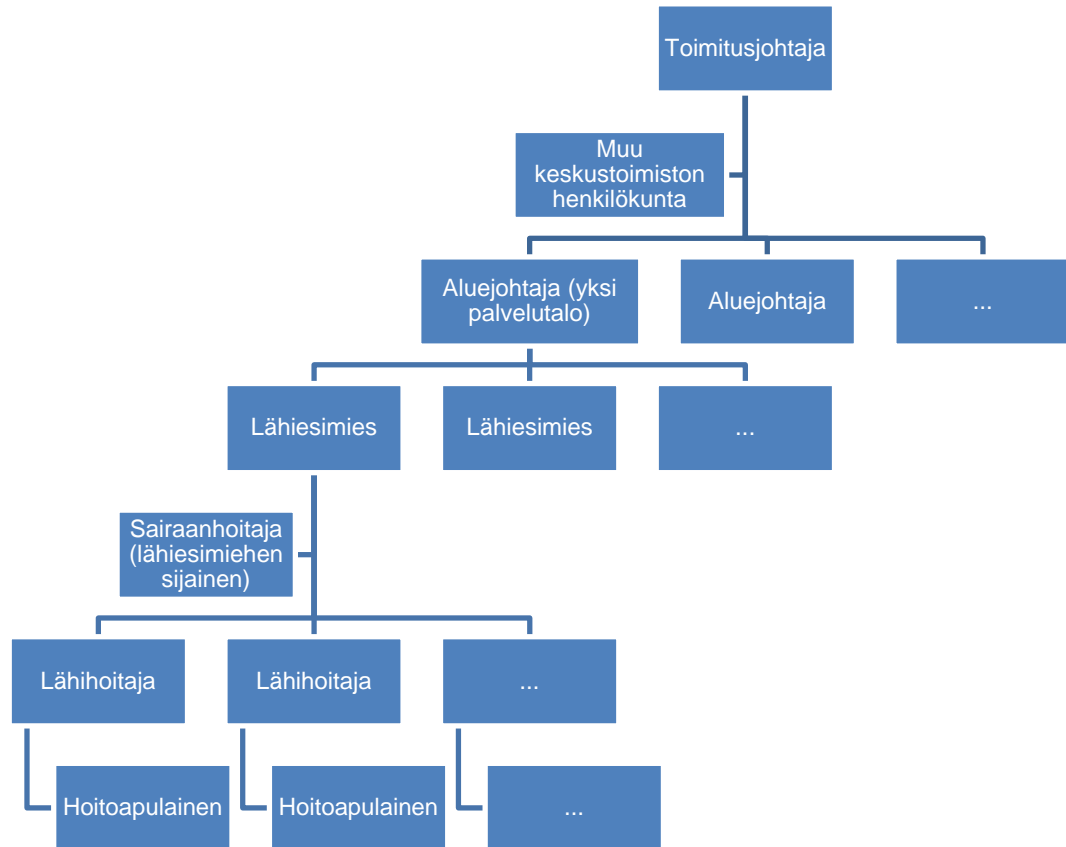 Toimitusjohtaja
Muu
keskustoimiston
henkilökunta
Aluejohtaja (yksi
palvelutalo)
Aluejohtaja
...
Lähiesimies
Lähiesimies
...
Sairaanhoitaja
(lähiesimiehen
sijainen)
Lähihoitaja
Lähihoitaja
...
Hoitoapulainen
Hoitoapulainen
...